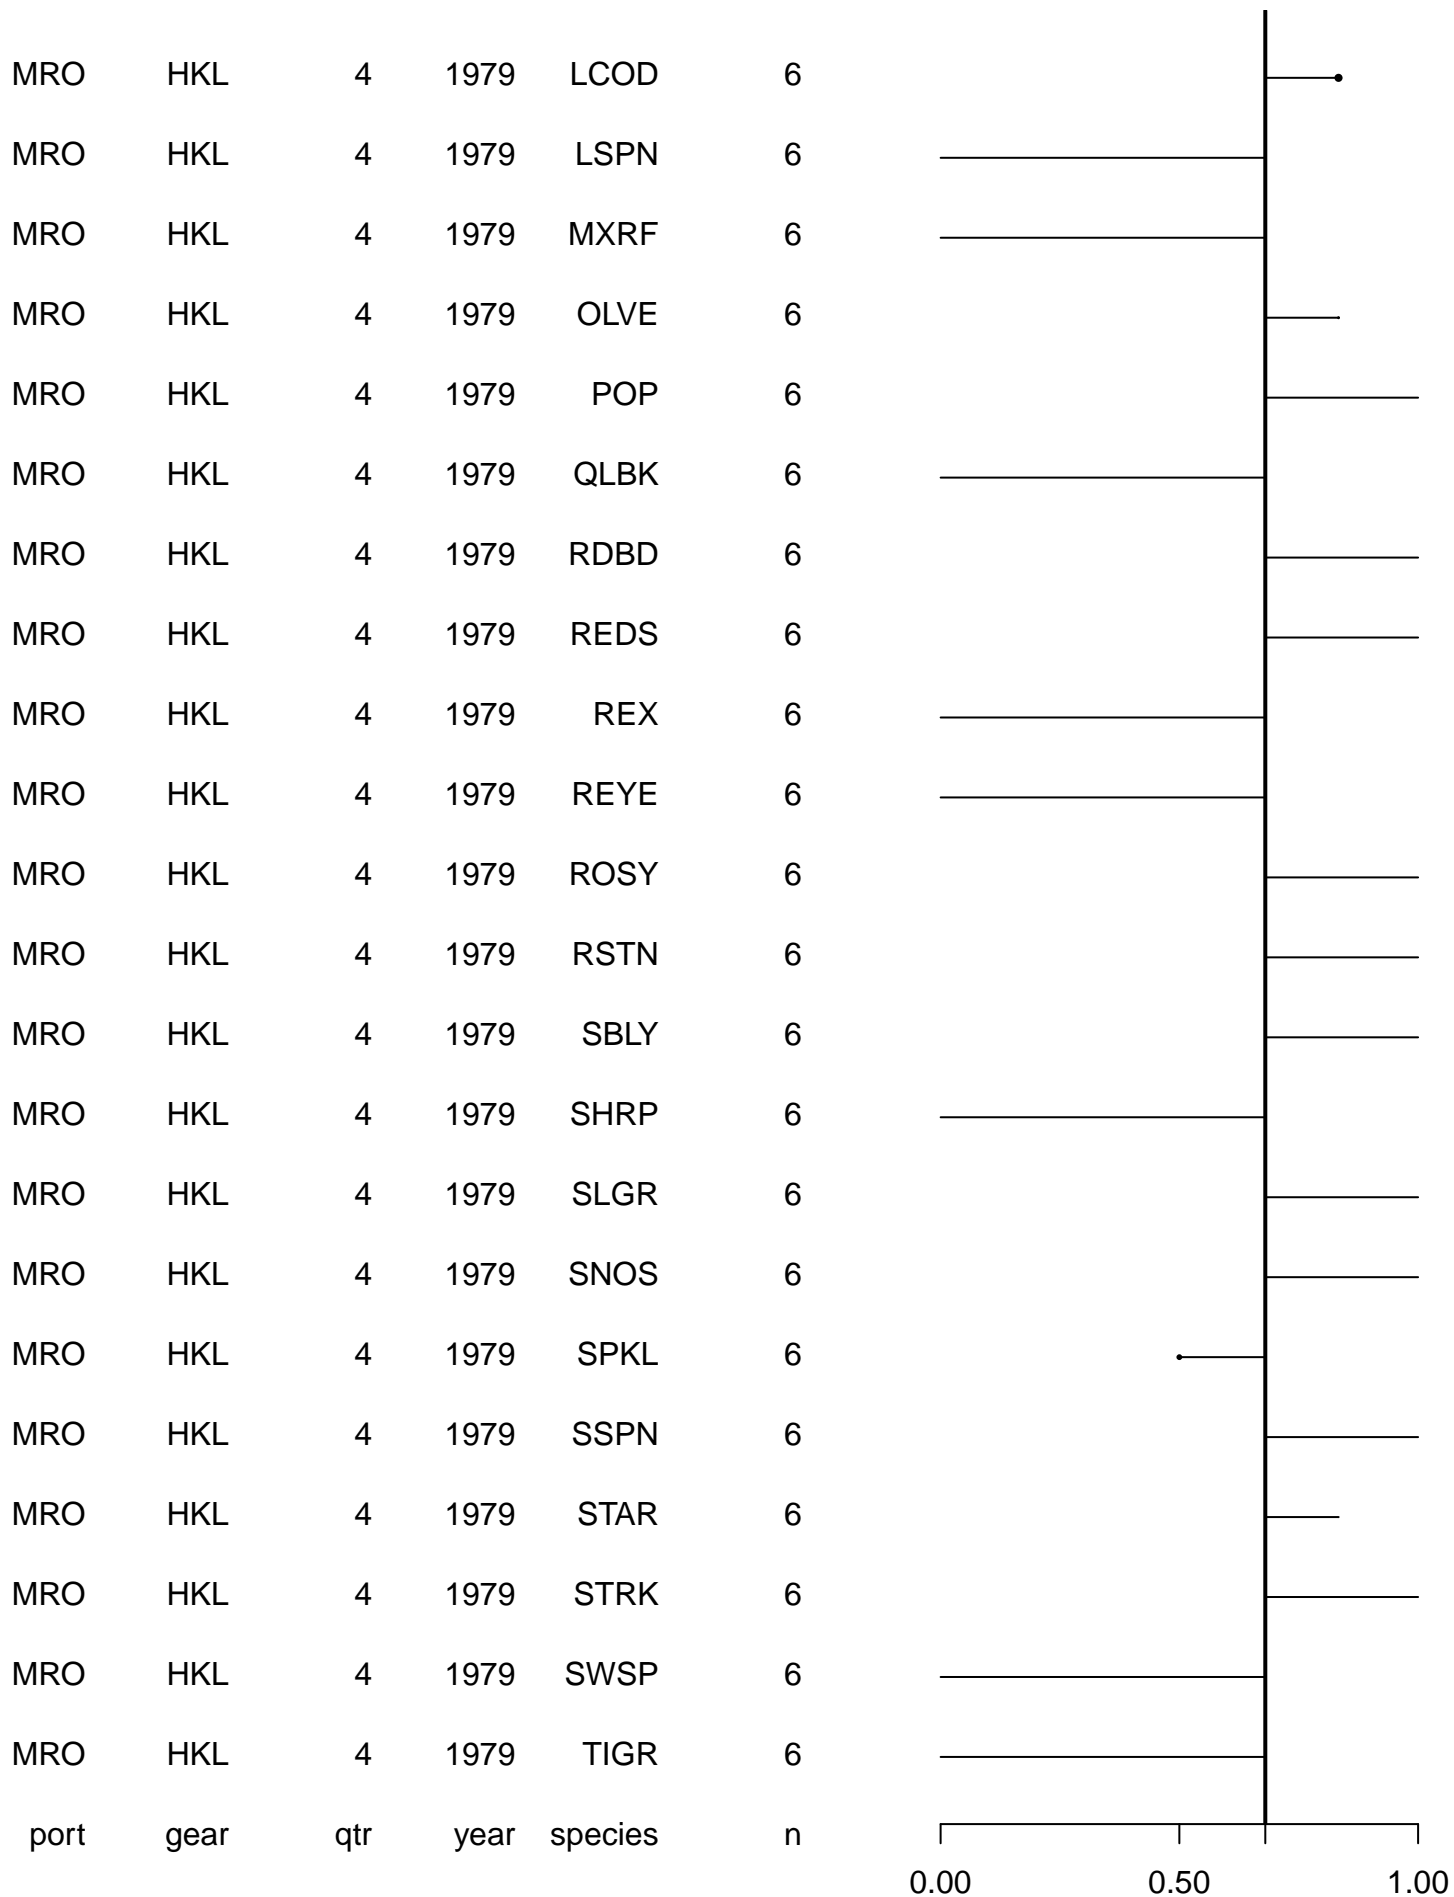 MRO HKL 4 1979 LCOD 6
MRO HKL 4 1979 LSPN 6
MRO HKL 4 1979 MXRF 6
MRO HKL 4 1979 OLVE 6
MRO HKL 4 1979 POP 6
MRO HKL 4 1979 QLBK 6
MRO HKL 4 1979 RDBD 6
MRO HKL 4 1979 REDS 6
MRO HKL 4 1979 REX 6
MRO HKL 4 1979 REYE 6
MRO HKL 4 1979 ROSY 6
MRO HKL 4 1979 RSTN 6
MRO HKL 4 1979 SBLY 6
MRO HKL 4 1979 SHRP 6
MRO HKL 4 1979 SLGR 6
MRO HKL 4 1979 SNOS 6
MRO HKL 4 1979 SPKL 6
MRO HKL 4 1979 SSPN 6
MRO HKL 4 1979 STAR 6
MRO HKL 4 1979 STRK 6
MRO HKL 4 1979 SWSP 6
MRO HKL 4 1979 TIGR 6
port gear qtr year species n
0.00 0.50 1.00